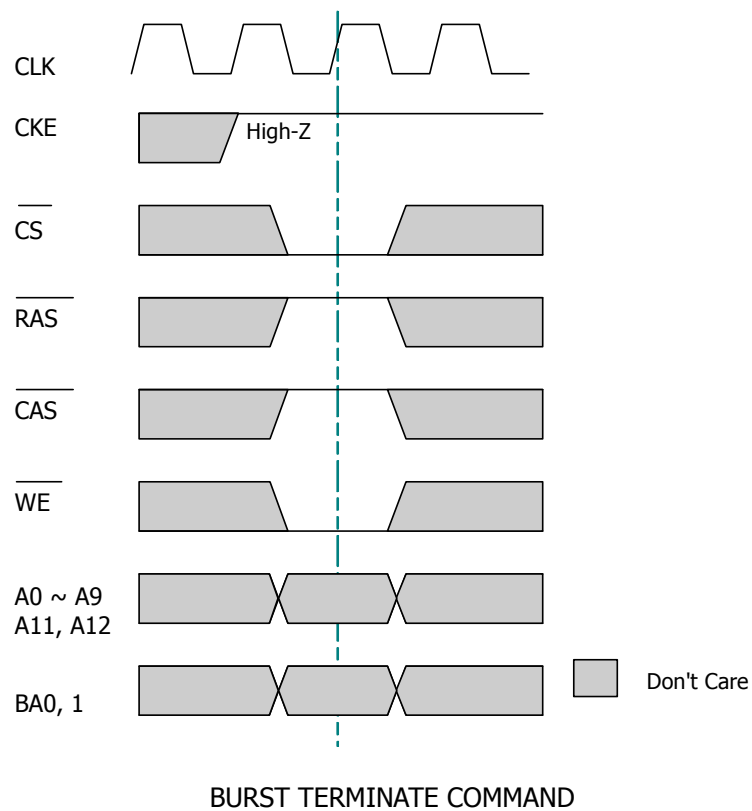 CLK
CKE
High-Z
CS
RAS
CAS
WE
A0 ~ A9
A11, A12
BA0, 1
Don't Care
BURST TERMINATE COMMAND